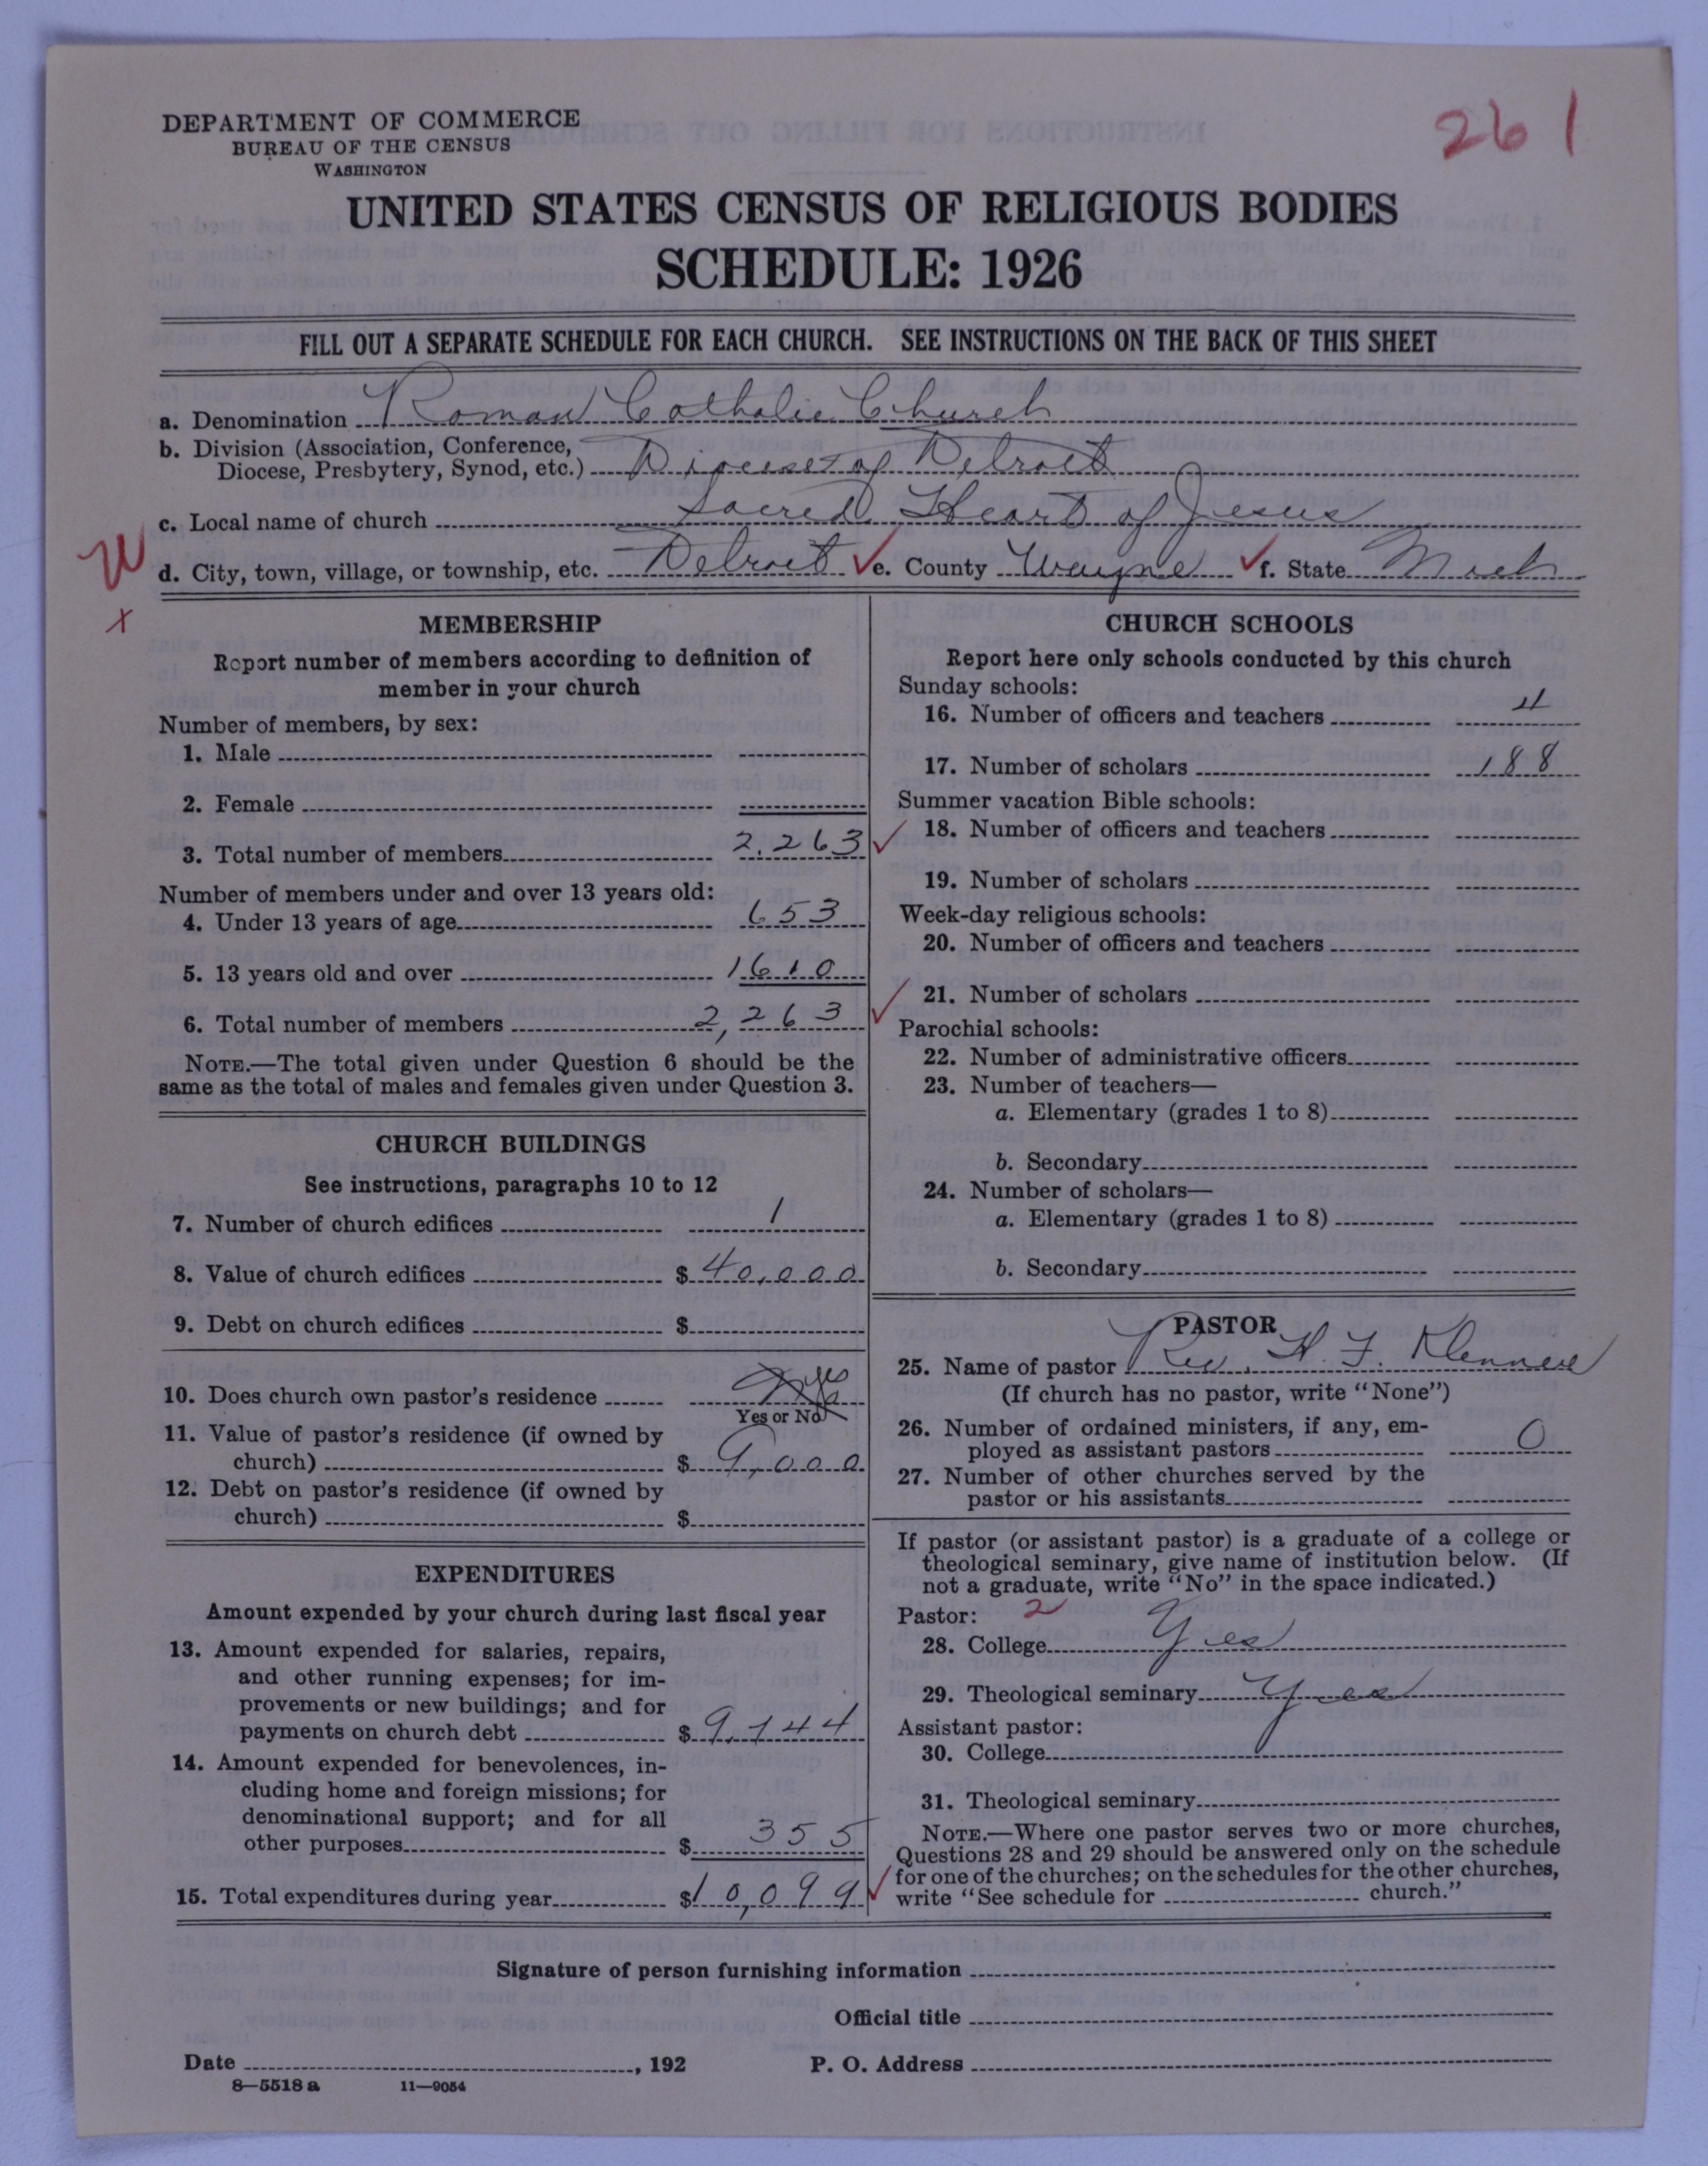 261
DEPARTMENT OF COMMERCE
BUREAU OF THE CENSUS
WASHINGTON
UNITED STATES CENSUS OF RELIGIOUS BODIES
SCHEDULE: 1926
FILL OUT A SEPARATE SCHEDULE FOR EACH CHURCH. SEE INSTRUCTIONS ON THE BACK OF THIS SHEET
a. Denomination Roman Catholic Church
b. Division (Association, Conference,
Diocese, Presbytery, Synod, etc.) Diocese of Detroit
c. Local name of church Sacred Heart of Jesus
W d. City, town, village, or township, etc. Detroit ✓ e. County Wayne ✓ f. State Mich
x
MEMBERSHIP
Report number of members according to definition of
member in your church
Number of members, by sex:
1. Male
2. Female
3. Total number of members 2,263 ✓
Number of members under and over 13 years old:
4. Under 13 years of age 653
5. 13 years old and over 1610
6. Total number of members 2,263 ✓
NOTE.—The total given under Question 6 should be the
same as the total of males and females given under Question 3.
CHURCH BUILDINGS
See instructions, paragraphs 10 to 12
7. Number of church edifices 1
8. Value of church edifices $ 40,000
9. Debt on church edifices $
10. Does church own pastor's residence yes
Yes or No
11. Value of pastor's residence (if owned by
church) $ 9,000
12. Debt on pastor's residence (if owned by
church) $
EXPENDITURES
Amount expended by your church during last fiscal year
13. Amount expended for salaries, repairs,
and other running expenses; for im-
provements or new buildings; and for
payments on church debt $ 9,744
14. Amount expended for benevolences, in-
cluding home and foreign missions; for
denominational support; and for all
other purposes $ 355
15. Total expenditures during year $ 10,099 ✓
CHURCH SCHOOLS
Report here only schools conducted by this church
Sunday schools:
16. Number of officers and teachers 4
17. Number of scholars 188
Summer vacation Bible schools:
18. Number of officers and teachers
19. Number of scholars
Week-day religious schools:
20. Number of officers and teachers
21. Number of scholars
Parochial schools:
22. Number of administrative officers
23. Number of teachers—
a. Elementary (grades 1 to 8)
b. Secondary
24. Number of scholars—
a. Elementary (grades 1 to 8)
b. Secondary
PASTOR
25. Name of pastor Rev. H. F. Klenner
(If church has no pastor, write "None")
26. Number of ordained ministers, if any, em-
ployed as assistant pastors 0
27. Number of other churches served by the
pastor or his assistants
If pastor (or assistant pastor) is a graduate of a college or
theological seminary, give name of institution below. (If
not a graduate, write "No" in the space indicated.)
Pastor: 2
28. College Yes
29. Theological seminary Yes
Assistant pastor:
30. College
31. Theological seminary
NOTE.—Where one pastor serves two or more churches,
Questions 28 and 29 should be answered only on the schedule
for one of the churches; on the schedules for the other churches,
write "See schedule for church."
Signature of person furnishing information
Official title
Date , 192 P. O. Address
8—5518 a 11—9054